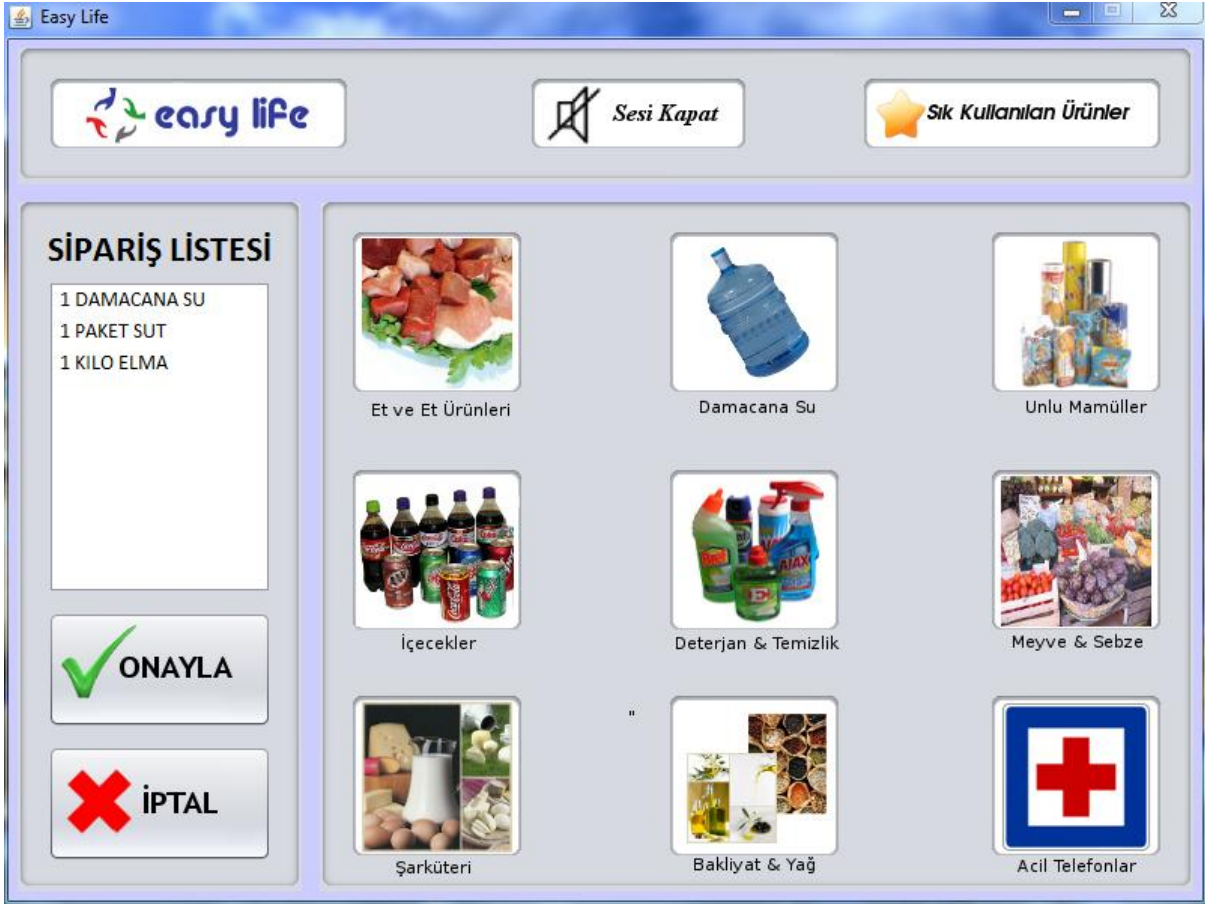 Easy Life
easy life
Sesi Kapat
Sık Kullanılan Ürünler
SİPARİŞ LİSTESİ
1 DAMACANA SU
1 PAKET SUT
1 KILO ELMA
ONAYLA
İPTAL
Et ve Et Ürünleri
Damacana Su
Unlu Mamüller
İçecekler
Deterjan & Temizlik
Meyve & Sebze
"
Şarküteri
Bakliyat & Yağ
Acil Telefonlar